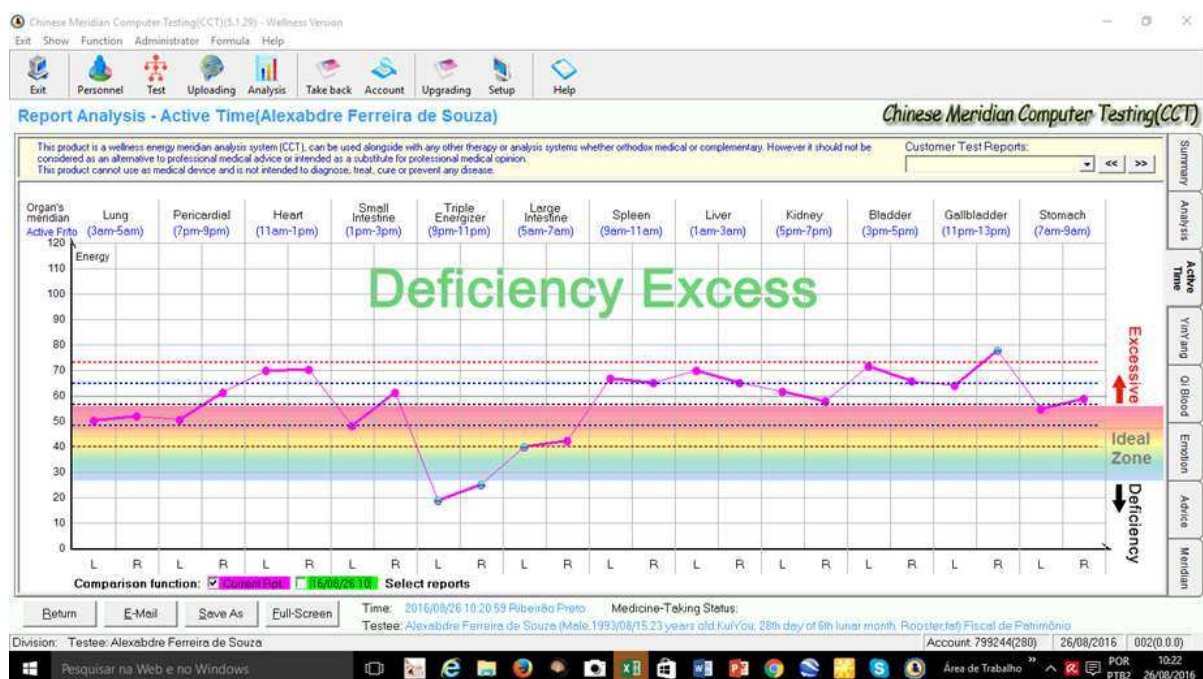 Chinese Meridian Computer Testing(CCT)(5.1.29) - Wellness Version
Exit Show Function Administrator Formula Help
Exit Personnel Test Uploading Analysis Take back Account Upgrading Setup Help
Report Analysis - Active Time(Alexabdre Ferreira de Souza)
Chinese Meridian Computer Testing(CCT)
This product is a wellness energy meridian analysis system (CCT), can be used alongside with any other therapy or analysis systems whether orthodox medical or complementary. However it should not be
considered as an alternative to professional medical advice or intended as a substitute for professional medical opinion.
This product cannot use as medical device and is not intended to diagnose, treat, cure or prevent any disease.
Customer Test Reports:
<< >>
Summary
Analysis
Active Time
YinYang
Qi Blood
Emotion
Advice
Meridian
Organ's meridian Lung Pericardial Heart Small Intestine Triple Energizer Large Intestine Spleen Liver Kidney Bladder Gallbladder Stomach
Active (3am-5am) (7pm-9pm) (11am-1pm) (1pm-3pm) (9pm-11pm) (5am-7am) (9am-11am) (1am-3am) (5pm-7pm) (3pm-5pm) (11pm-13pm) (7am-9am)
120
Energy
110
100
90
80
70
60
50
40
30
20
10
0
Deficiency Excess
Excessive
Ideal Zone
Deficiency
L R L R L R L R L R L R L R L R L R L R L R L R
Comparison function: Current Rpt. 16/08/26 10: Select reports
Return E-Mail Save As Full-Screen
Time: 2016/08/26 10:20:59 Ribeirão Preto Medicine-Taking Status:
Testee: Alexabdre Ferreira de Souza (Male,1993/08/15,23 years old,KuiYou, 28th day of 6th lunar month, Rooster,fat) Fiscal de Patrimônio
Division: Testee: Alexabdre Ferreira de Souza Account: 799244(280) 26/08/2016 002(0.0.0)
Pesquisar na Web e no Windows Área de Trabalho POR 10:22
PTB2 26/08/2016